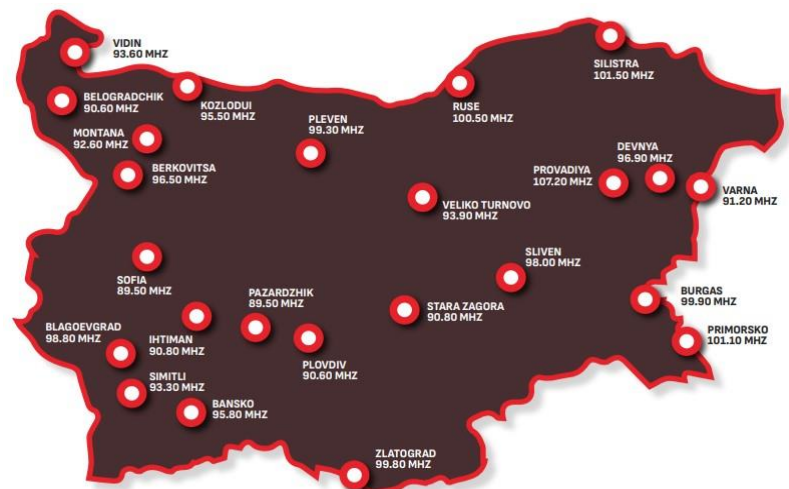 VIDIN
93.60 MHZ
SILISTRA
101.50 MHZ
BELOGRADCHIK
90.60 MHZ
KOZLODUI
95.50 MHZ
RUSE
100.50 MHZ
PLEVEN
99.30 MHZ
MONTANA
92.60 MHZ
DEVNYA
96.90 MHZ
BERKOVITSA
96.50 MHZ
PROVADIYA
107.20 MHZ
VARNA
91.20 MHZ
VELIKO TURNOVO
93.90 MHZ
SLIVEN
98.00 MHZ
SOFIA
89.50 MHZ
BURGAS
99.90 MHZ
PAZARDZHIK
89.50 MHZ
STARA ZAGORA
90.80 MHZ
BLAGOEVGRAD
98.80 MHZ
IHTIMAN
90.80 MHZ
PRIMORSKO
101.10 MHZ
PLOVDIV
90.60 MHZ
SIMITLI
93.30 MHZ
BANSKO
95.80 MHZ
ZLATOGRAD
99.80 MHZ